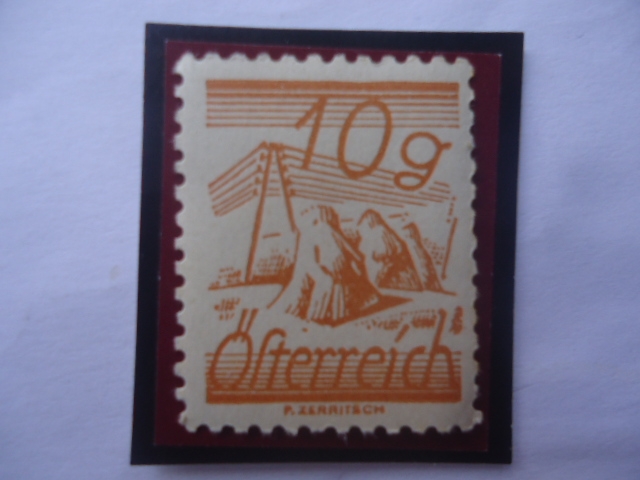 10g
Österreich
P. ZERRITSCH